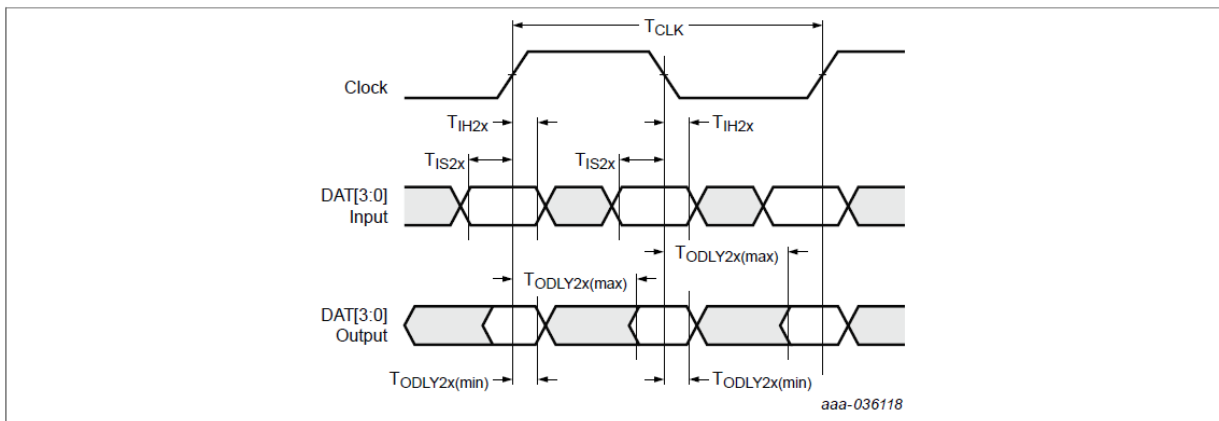 TCLK
Clock
TIH2x
TIH2x
TIS2x
TIS2x
DAT[3:0]
Input
TODLY2x(max)
TODLY2x(max)
DAT[3:0]
Output
TODLY2x(min)
TODLY2x(min)
aaa-036118